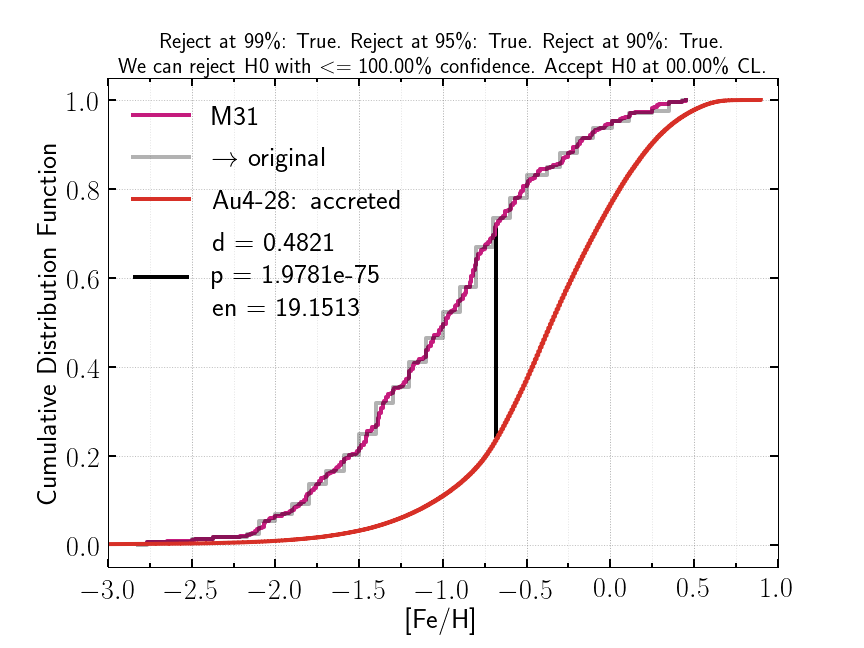 Reject at 99%: True. Reject at 95%: True. Reject at 90%: True.
We can reject H0 with <= 100.00% confidence. Accept H0 at 00.00% CL.
M31
→ original
Au4-28: accreted
d = 0.4821
p = 1.9781e-75
en = 19.1513
Cumulative Distribution Function
1.0
0.8
0.6
0.4
0.2
0.0
−3.0 −2.5 −2.0 −1.5 −1.0 −0.5 0.0 0.5 1.0
[Fe/H]